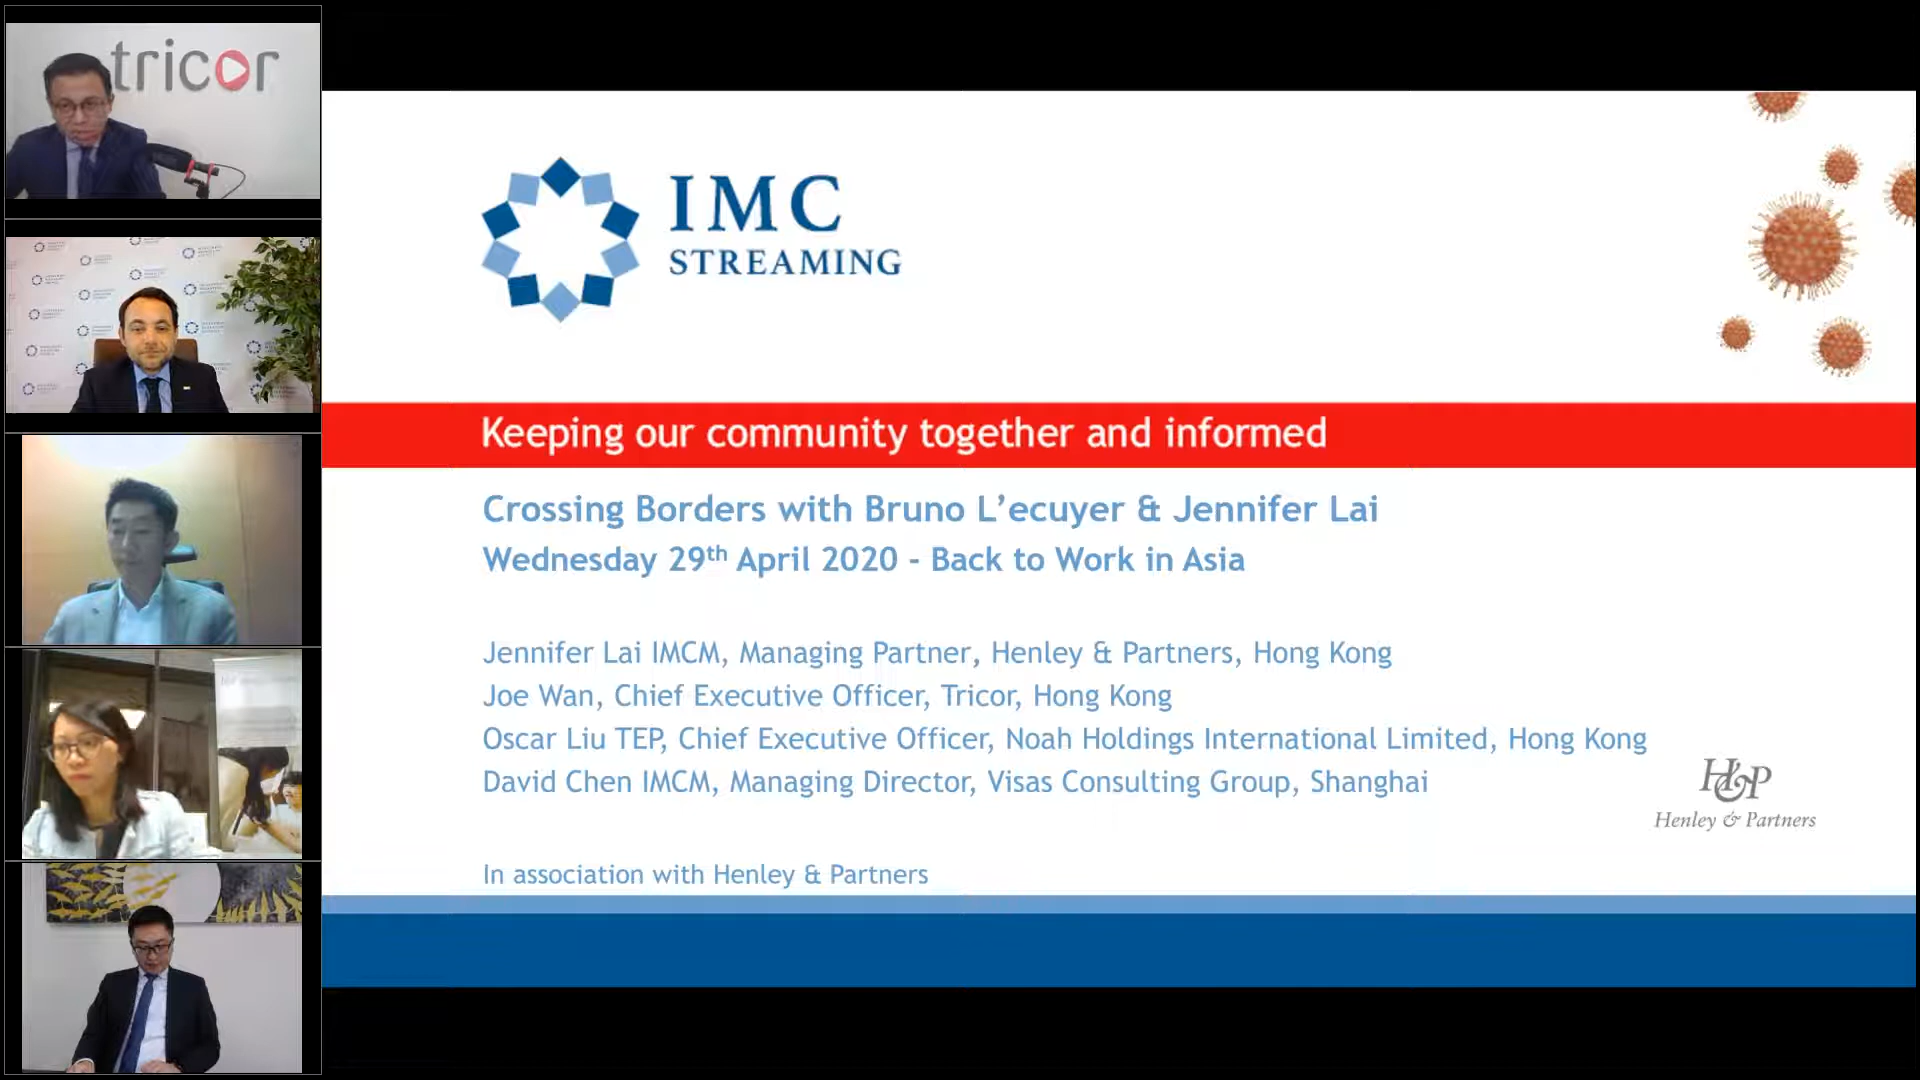 tricor
IMC
STREAMING
Keeping our community together and informed
Crossing Borders with Bruno L’ecuyer & Jennifer Lai
Wednesday 29th April 2020 - Back to Work in Asia
Jennifer Lai IMCM, Managing Partner, Henley & Partners, Hong Kong
Joe Wan, Chief Executive Officer, Tricor, Hong Kong
Oscar Liu TEP, Chief Executive Officer, Noah Holdings International Limited, Hong Kong
David Chen IMCM, Managing Director, Visas Consulting Group, Shanghai
H&P
Henley & Partners
In association with Henley & Partners